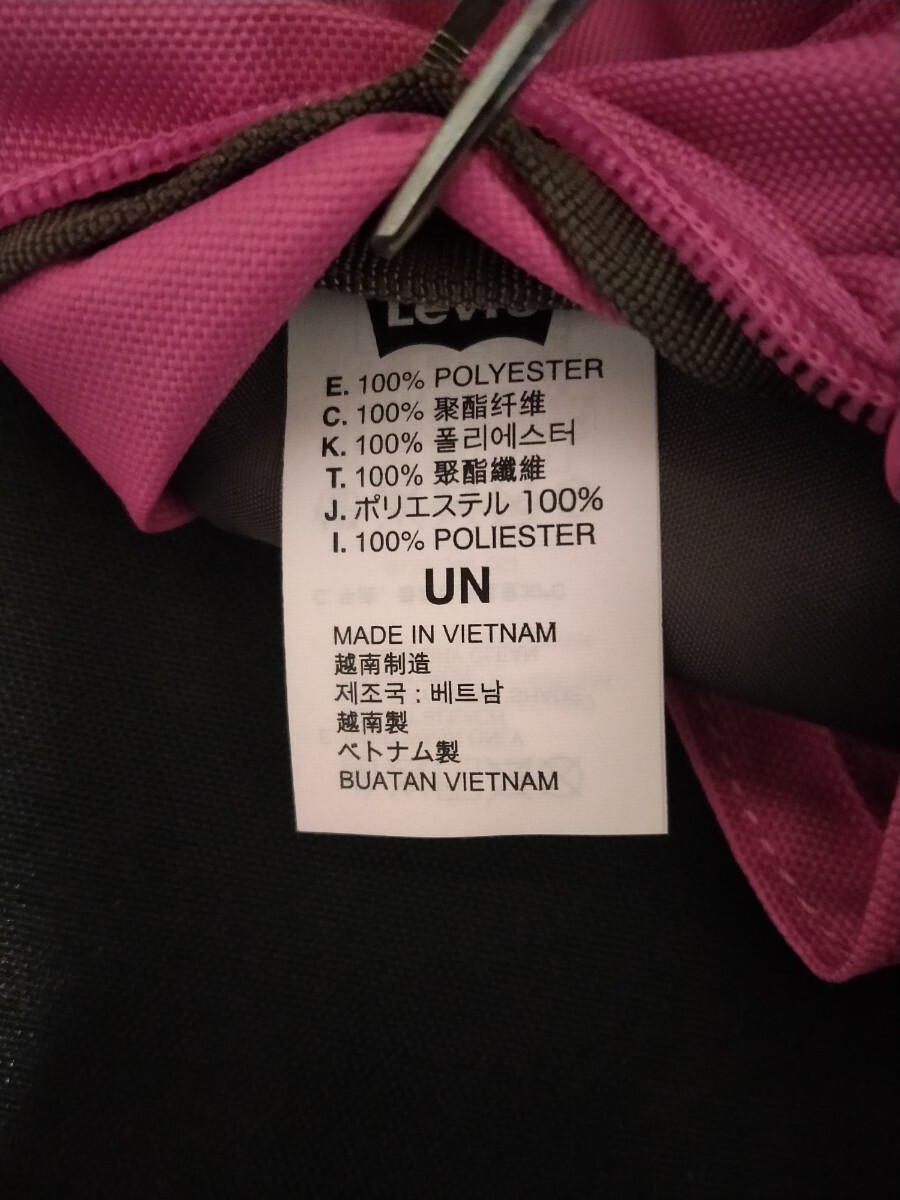 Levi's
E. 100% POLYESTER
C. 100% 聚酯纤维
K. 100% 폴리에스터
T. 100% 聚酯纖維
J. ポリエステル 100%
I. 100% POLIESTER
UN
MADE IN VIETNAM
越南制造
제조국 : 베트남
越南製
ベトナム製
BUATAN VIETNAM